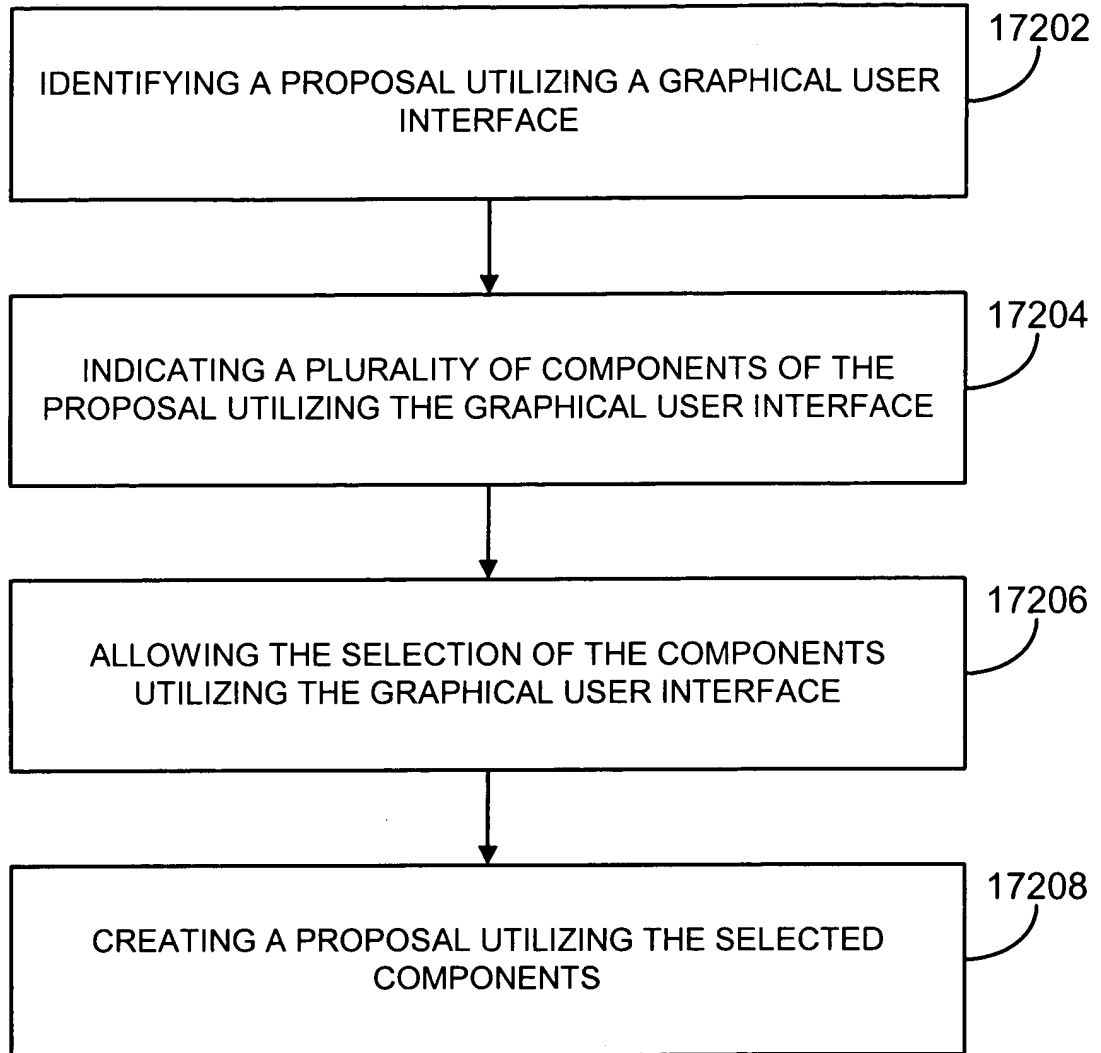 17202
IDENTIFYING A PROPOSAL UTILIZING A GRAPHICAL USER
INTERFACE
17204
INDICATING A PLURALITY OF COMPONENTS OF THE
PROPOSAL UTILIZING THE GRAPHICAL USER INTERFACE
17206
ALLOWING THE SELECTION OF THE COMPONENTS
UTILIZING THE GRAPHICAL USER INTERFACE
17208
CREATING A PROPOSAL UTILIZING THE SELECTED
COMPONENTS